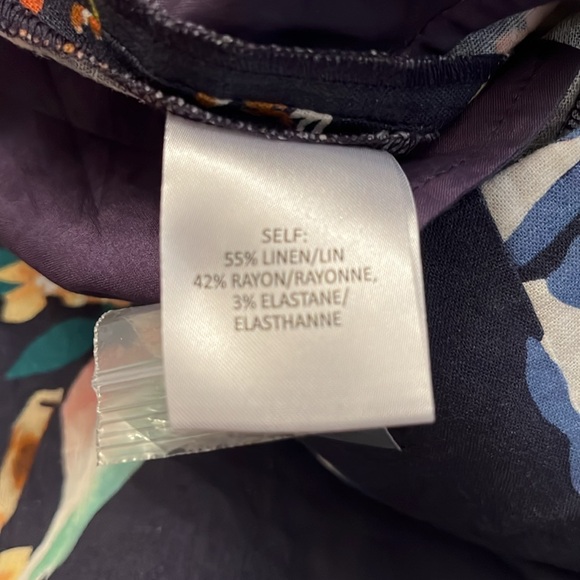 SELF:
55% LINEN/LIN
42% RAYON/RAYONNE,
3% ELASTANE/
ELASTHANNE